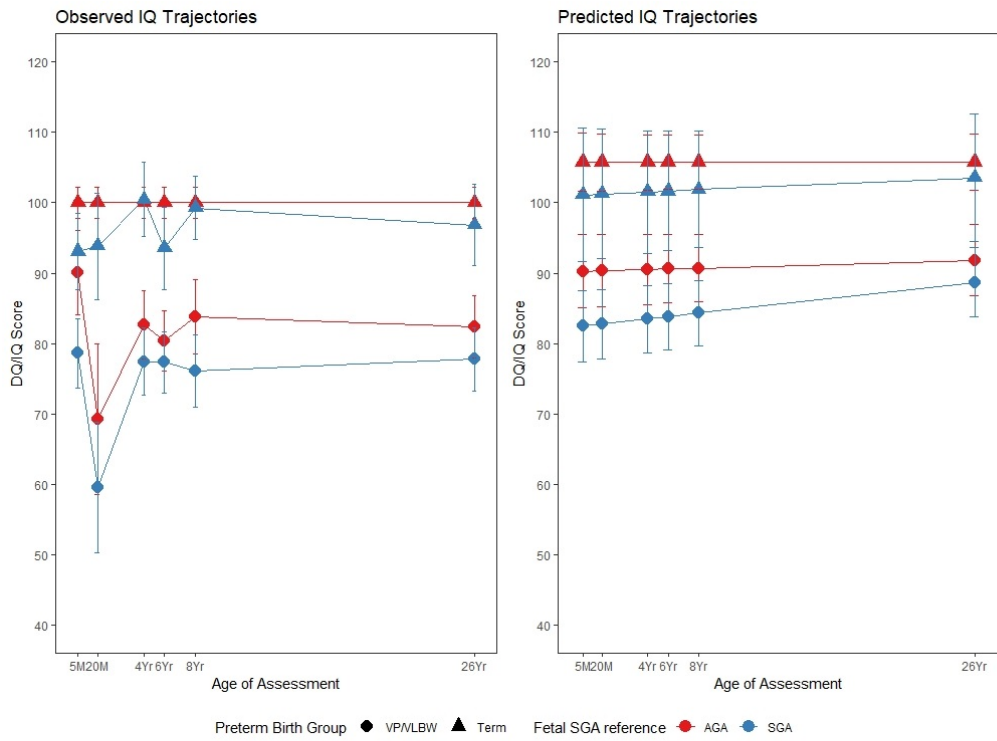 Observed IQ Trajectories
DQ/IQ Score
120
110
100
90
80
70
60
50
40
5M20M 4Yr 6Yr 8Yr 26Yr
Age of Assessment
Predicted IQ Trajectories
DQ/IQ Score
120
110
100
90
80
70
60
50
40
5M20M 4Yr 6Yr 8Yr 26Yr
Age of Assessment
Preterm Birth Group VP/VLBW Term Fetal SGA reference AGA SGA